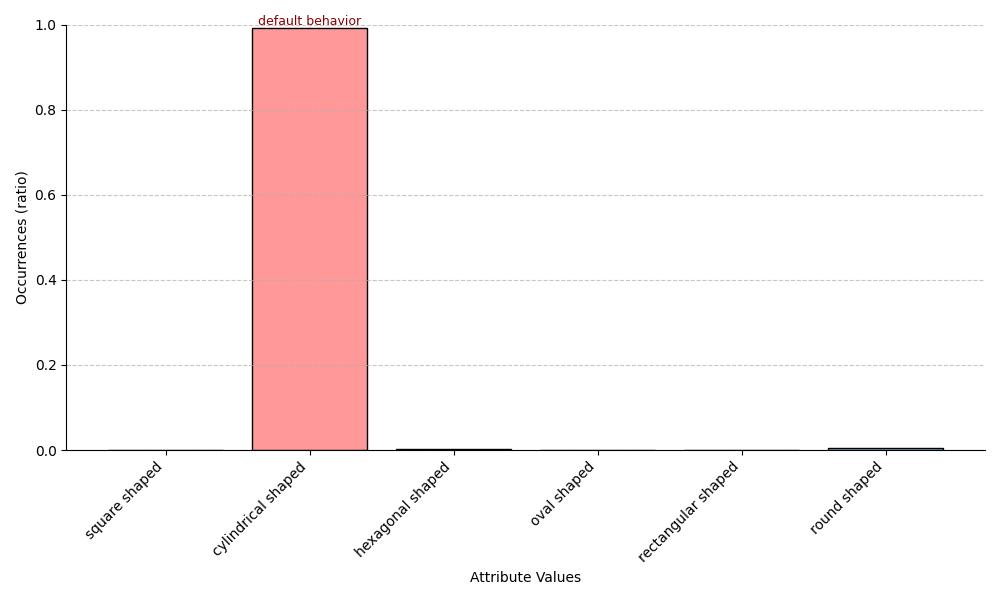 default behavior
1.0
0.8
0.6
0.4
0.2
0.0
Occurrences (ratio)
square shaped
cylindrical shaped
hexagonal shaped
oval shaped
rectangular shaped
round shaped
Attribute Values